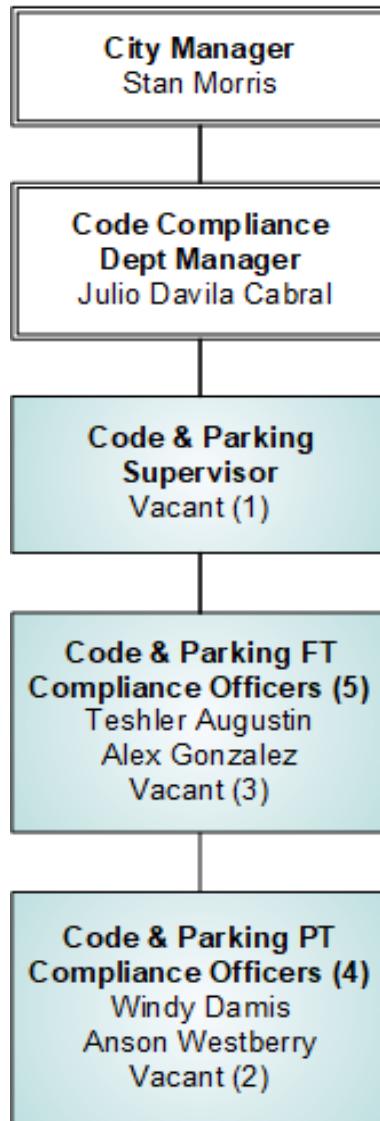 City Manager
Stan Morris
Code Compliance
Dept Manager
Julio Davila Cabral
Code & Parking
Supervisor
Vacant (1)
Code & Parking FT
Compliance Officers (5)
Teshler Augustin
Alex Gonzalez
Vacant (3)
Code & Parking PT
Compliance Officers (4)
Windy Damis
Anson Westberry
Vacant (2)